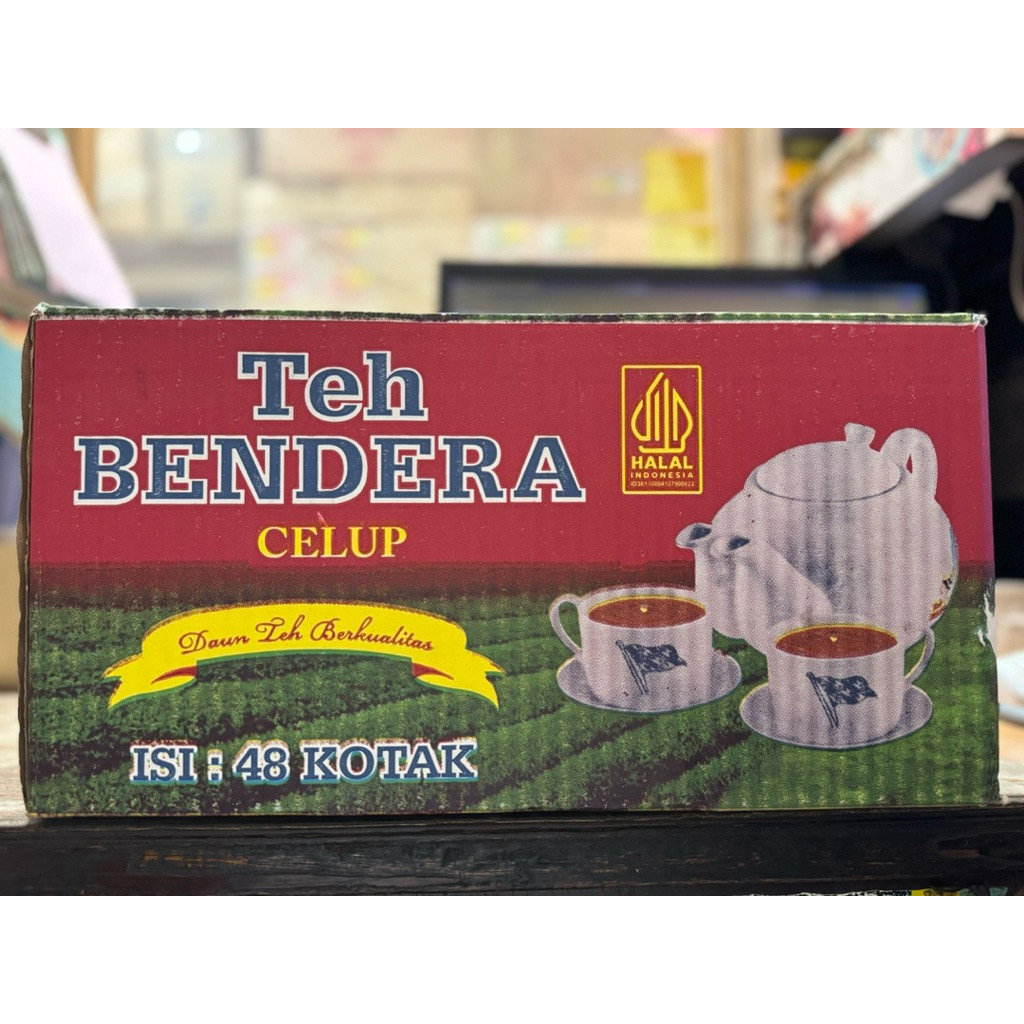 Teh
BENDERA
CELUP
HALAL
INDONESIA
Daun Teh Berkualitas
ISI : 48 KOTAK